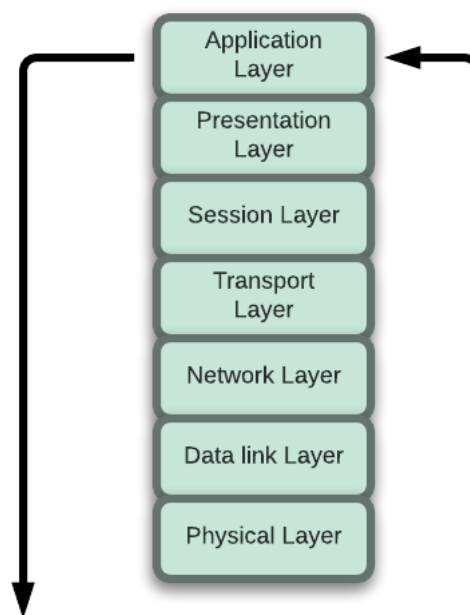 Application
Layer
Presentation
Layer
Session Layer
Transport
Layer
Network Layer
Data link Layer
Physical Layer